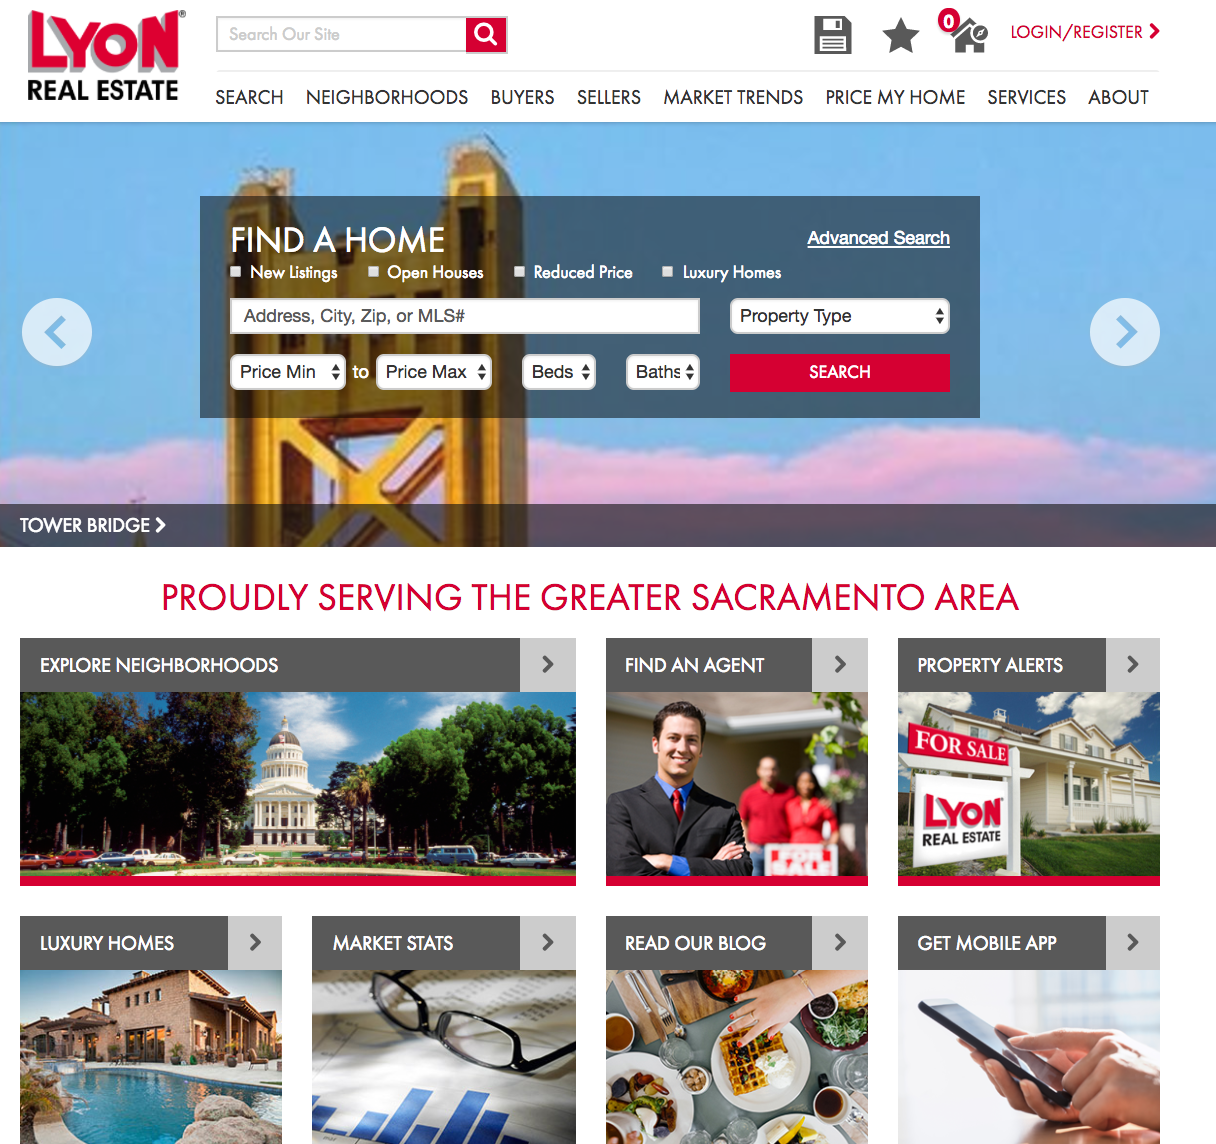 LYON®
REAL ESTATE
Search Our Site
0
LOGIN/REGISTER
SEARCH NEIGHBORHOODS BUYERS SELLERS MARKET TRENDS PRICE MY HOME SERVICES ABOUT
FIND A HOME
Advanced Search
New Listings Open Houses Reduced Price Luxury Homes
Address, City, Zip, or MLS#
Property Type
Price Min to Price Max Beds Baths SEARCH
TOWER BRIDGE
PROUDLY SERVING THE GREATER SACRAMENTO AREA
EXPLORE NEIGHBORHOODS
FIND AN AGENT
FOR
SALE
PROPERTY ALERTS
FOR SALE
LYON
REAL ESTATE
LUXURY HOMES
MARKET STATS
READ OUR BLOG
GET MOBILE APP